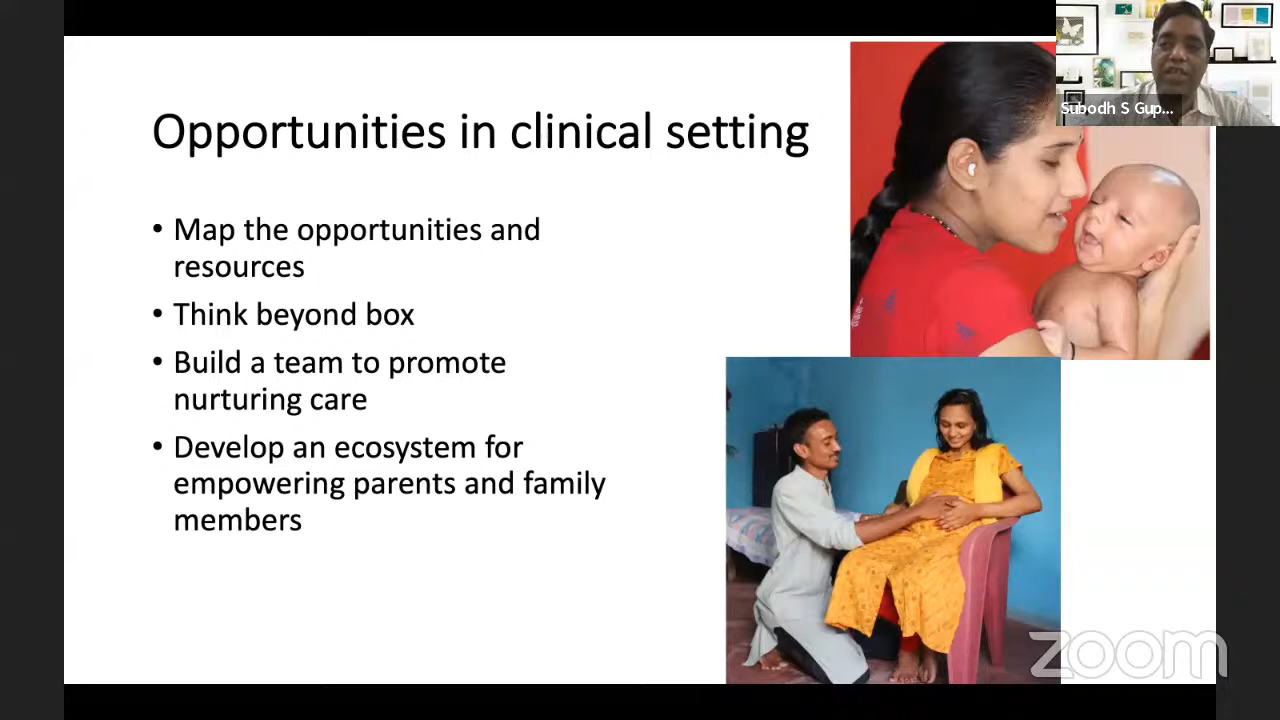 Opportunities in clinical setting
• Map the opportunities and
resources
• Think beyond box
• Build a team to promote
nurturing care
• Develop an ecosystem for
empowering parents and family
members
Subodh S Gup...
zoom